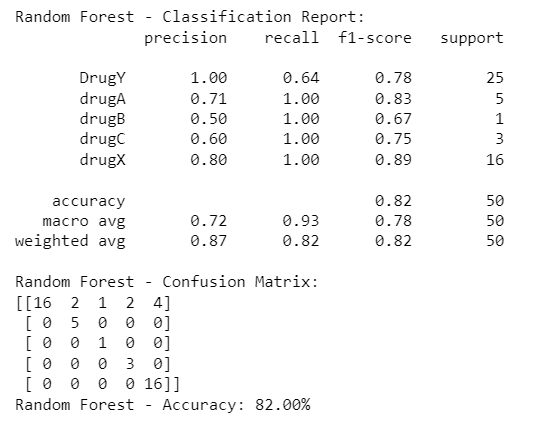 Random Forest - Classification Report:
              precision    recall  f1-score   support

       DrugY       1.00      0.64      0.78        25
       drugA       0.71      1.00      0.83         5
       drugB       0.50      1.00      0.67         1
       drugC       0.60      1.00      0.75         3
       drugX       0.80      1.00      0.89        16

    accuracy                           0.82        50
   macro avg       0.72      0.93      0.78        50
weighted avg       0.87      0.82      0.82        50

Random Forest - Confusion Matrix:
[[16  2  1  2  4]
 [ 0  5  0  0  0]
 [ 0  0  1  0  0]
 [ 0  0  0  3  0]
 [ 0  0  0  0 16]]
Random Forest - Accuracy: 82.00%